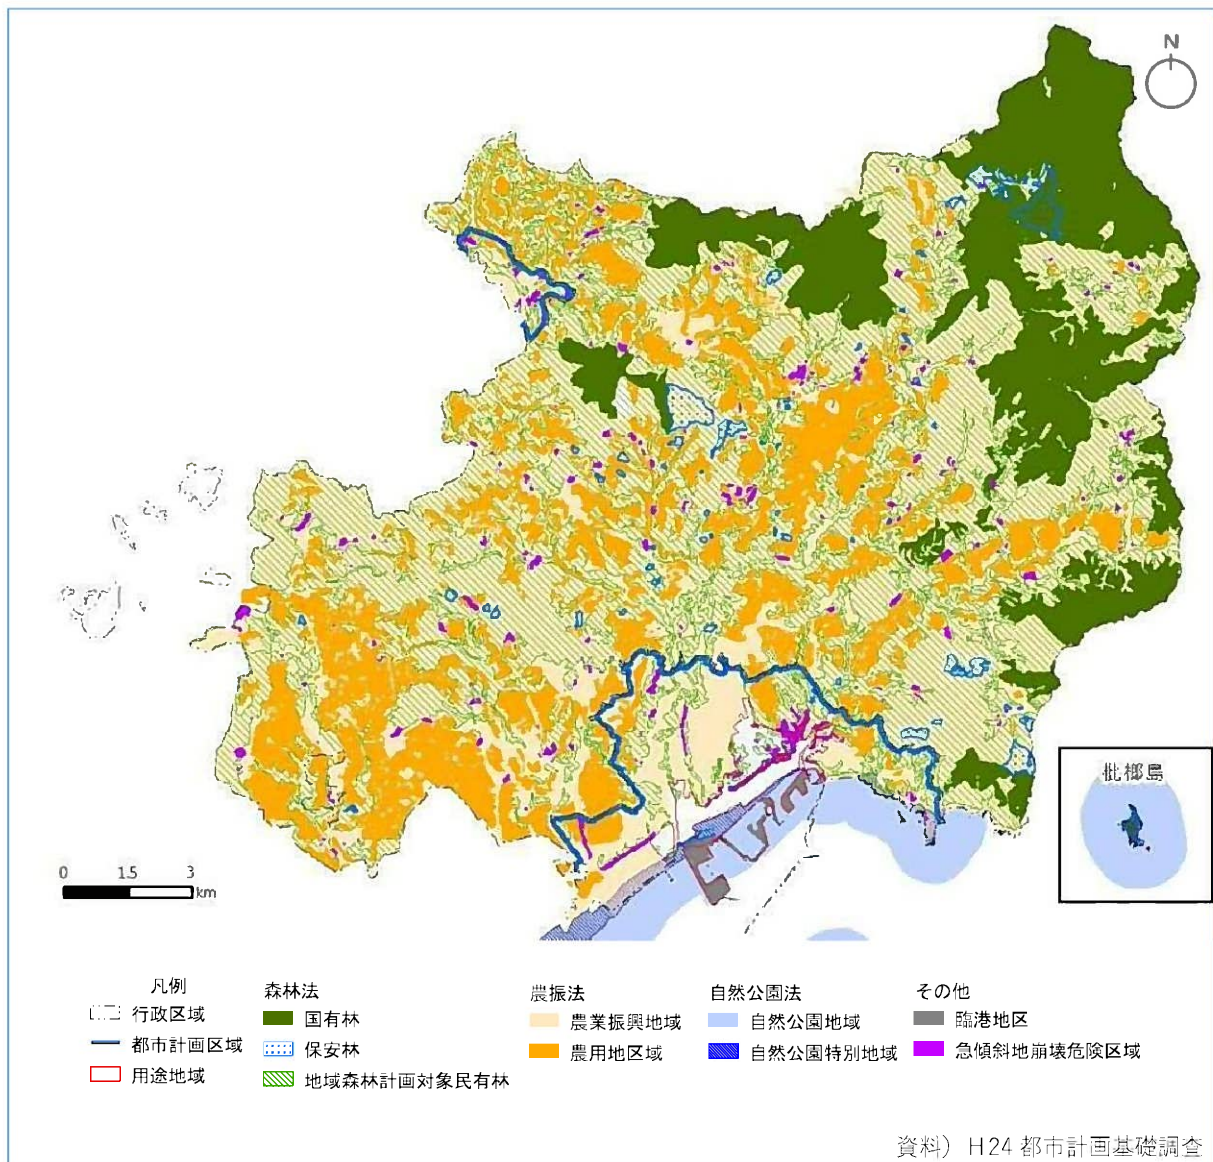 N
枇榔島
0 1.5 3
km
凡例
行政区域
都市計画区域
用途地域
森林法
国有林
保安林
地域森林計画対象民有林
農振法
農業振興地域
農用地区域
自然公園法
自然公園地域
自然公園特別地域
その他
臨港地区
急傾斜地崩壊危険区域
資料) H24 都市計画基礎調査